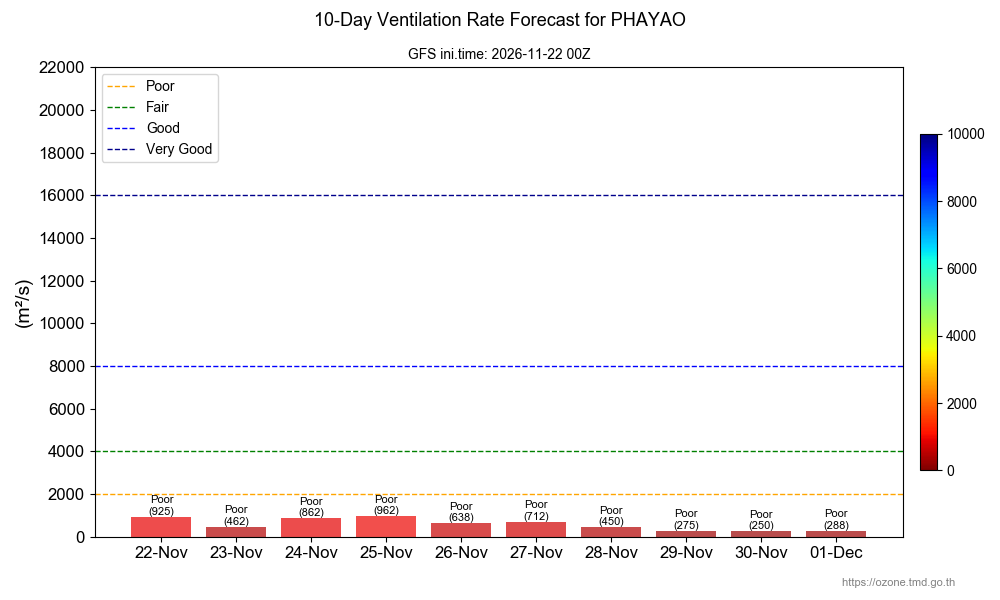 10-Day Ventilation Rate Forecast for PHAYAO
GFS ini.time: 2026-11-22 00Z
(m²/s)
22000
20000
18000
16000
14000
12000
10000
8000
6000
4000
2000
0
Poor
Fair
Good
Very Good
Poor
(925)
Poor
(462)
Poor
(862)
Poor
(962)
Poor
(638)
Poor
(712)
Poor
(450)
Poor
(275)
Poor
(250)
Poor
(288)
22-Nov 23-Nov 24-Nov 25-Nov 26-Nov 27-Nov 28-Nov 29-Nov 30-Nov 01-Dec
10000
8000
6000
4000
2000
0
https://ozone.tmd.go.th